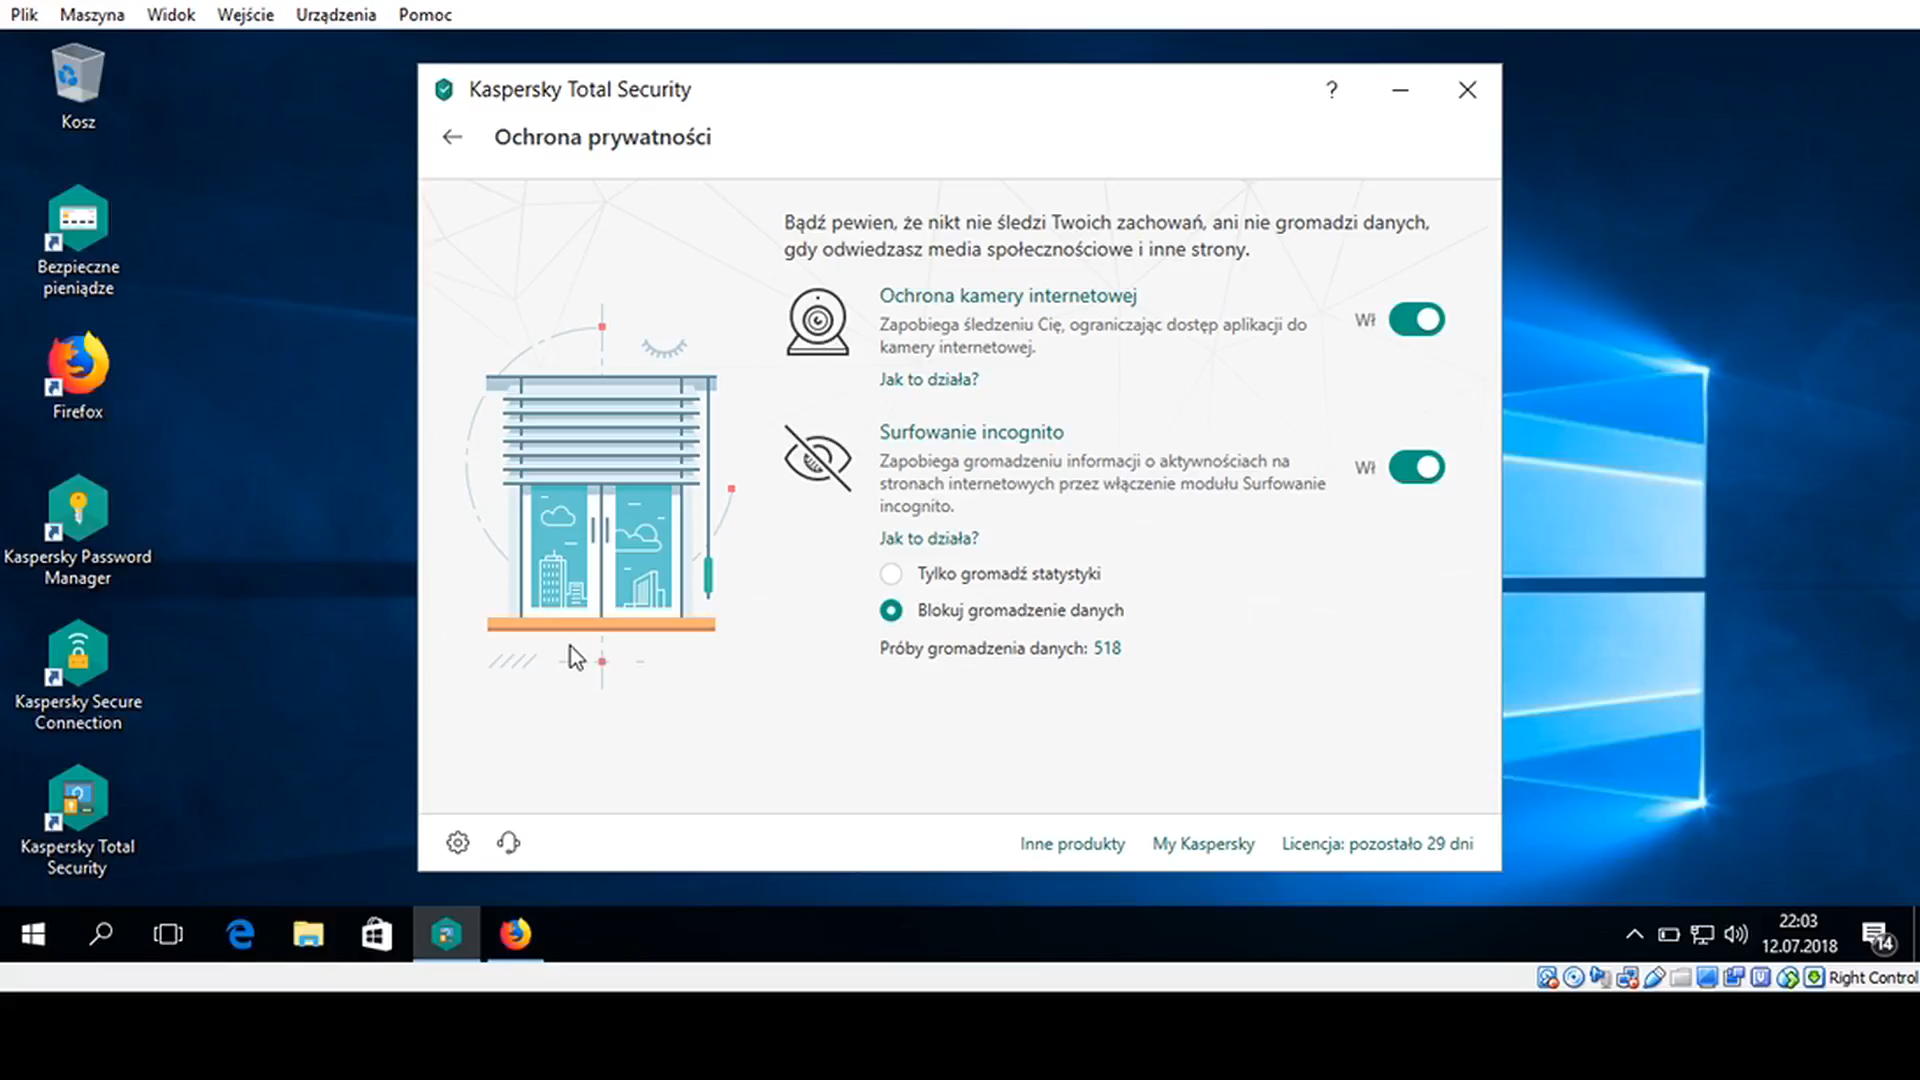 Plik Maszyna Widok Wejście Urządzenia Pomoc
Kosz
Bezpieczne
pieniądze
Firefox
Kaspersky Password
Manager
Kaspersky Secure
Connection
Kaspersky Total
Security
Kaspersky Total Security
?
Ochrona prywatności
Bądź pewien, że nikt nie śledzi Twoich zachowań, ani nie gromadzi danych,
gdy odwiedzasz media społecznościowe i inne strony.
Ochrona kamery internetowej
Zapobiega śledzeniu Cię, ograniczając dostęp aplikacji do
kamery internetowej.
Wł
Jak to działa?
Surfowanie incognito
Zapobiega gromadzeniu informacji o aktywnościach na
stronach internetowych przez włączenie modułu Surfowanie
incognito.
Wł
Jak to działa?
Tylko gromadź statystyki
Blokuj gromadzenie danych
Próby gromadzenia danych: 518
Inne produkty My Kaspersky Licencja: pozostało 29 dni
22:03
12.07.2018
14
Right Control